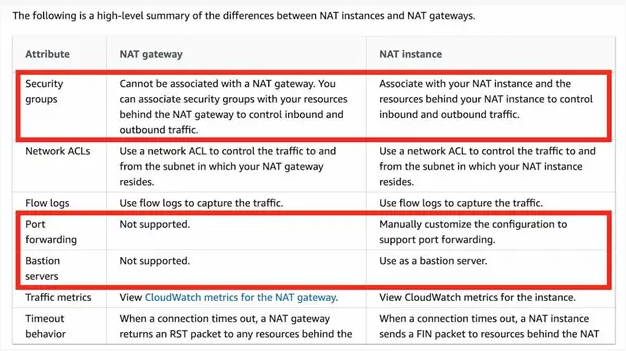 The following is a high-level summary of the differences between NAT instances and NAT gateways.
Attribute NAT gateway NAT instance
Security groups
Cannot be associated with a NAT gateway. You
can associate security groups with your resources
behind the NAT gateway to control inbound and
outbound traffic.
Associate with your NAT instance and the
resources behind your NAT instance to control
inbound and outbound traffic.
Network ACLs
Use a network ACL to control the traffic to and
from the subnet in which your NAT gateway
resides.
Use a network ACL to control the traffic to and
from the subnet in which your NAT instance
resides.
Flow logs
Use flow logs to capture the traffic.
Use flow logs to capture the traffic.
Port
forwarding
Not supported.
Manually customize the configuration to
support port forwarding.
Bastion
servers
Not supported.
Use as a bastion server.
Traffic metrics
View CloudWatch metrics for the NAT gateway.
View CloudWatch metrics for the instance.
Timeout
behavior
When a connection times out, a NAT gateway
returns an RST packet to any resources behind the
When a connection times out, a NAT instance
sends a FIN packet to resources behind the NAT